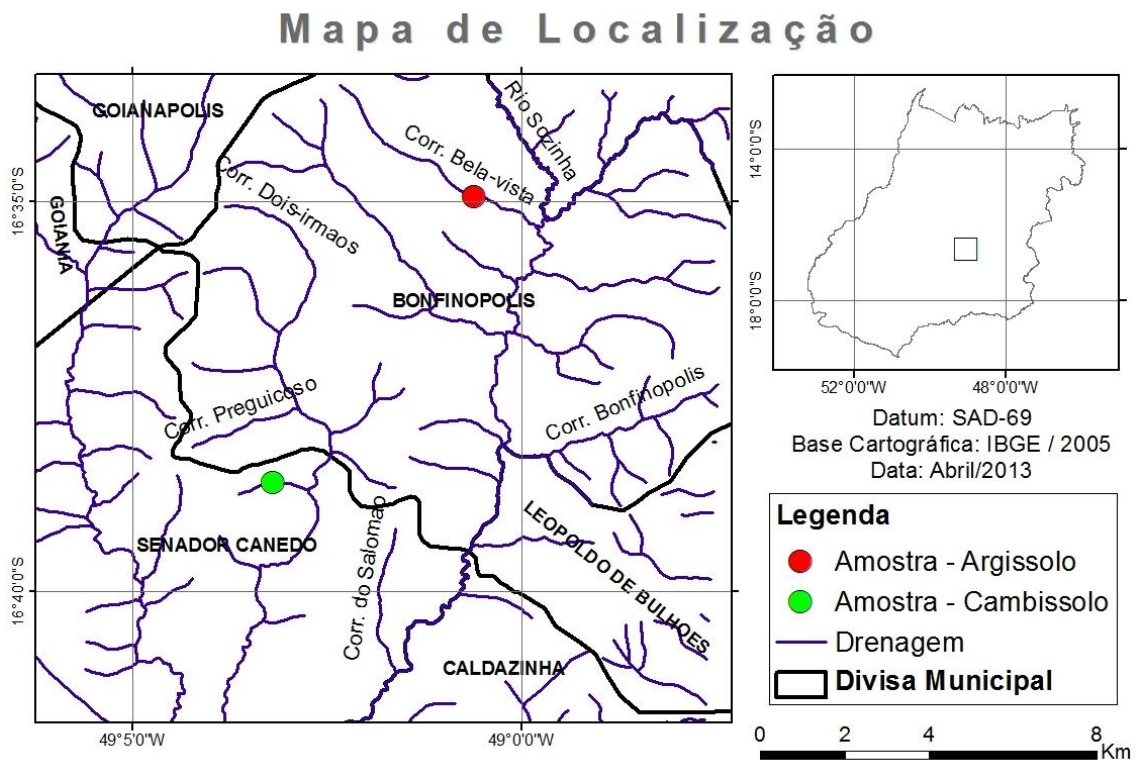 Mapa de Localização
GOIANAPOLIS
Rio Sozinha
Corr. Bela-vista
16°35'0"S
Corr. Dois-irmaos
GOIANIA
BONFINOPOLIS
Corr. Preguicoso
Corr. Bonfinopolis
SENADOR CANEDO
LEOPOLDO DE BULHOES
Corr. do Salomao
16°40'0"S
CALDAZINHA
49°5'0"W
49°0'0"W
14°0'0"S
18°0'0"S
52°0'0"W
48°0'0"W
Datum: SAD-69
Base Cartográfica: IBGE / 2005
Data: Abril/2013
Legenda
Amostra - Argissolo
Amostra - Cambissolo
Drenagem
Divisa Municipal
0 2 4 8
Km